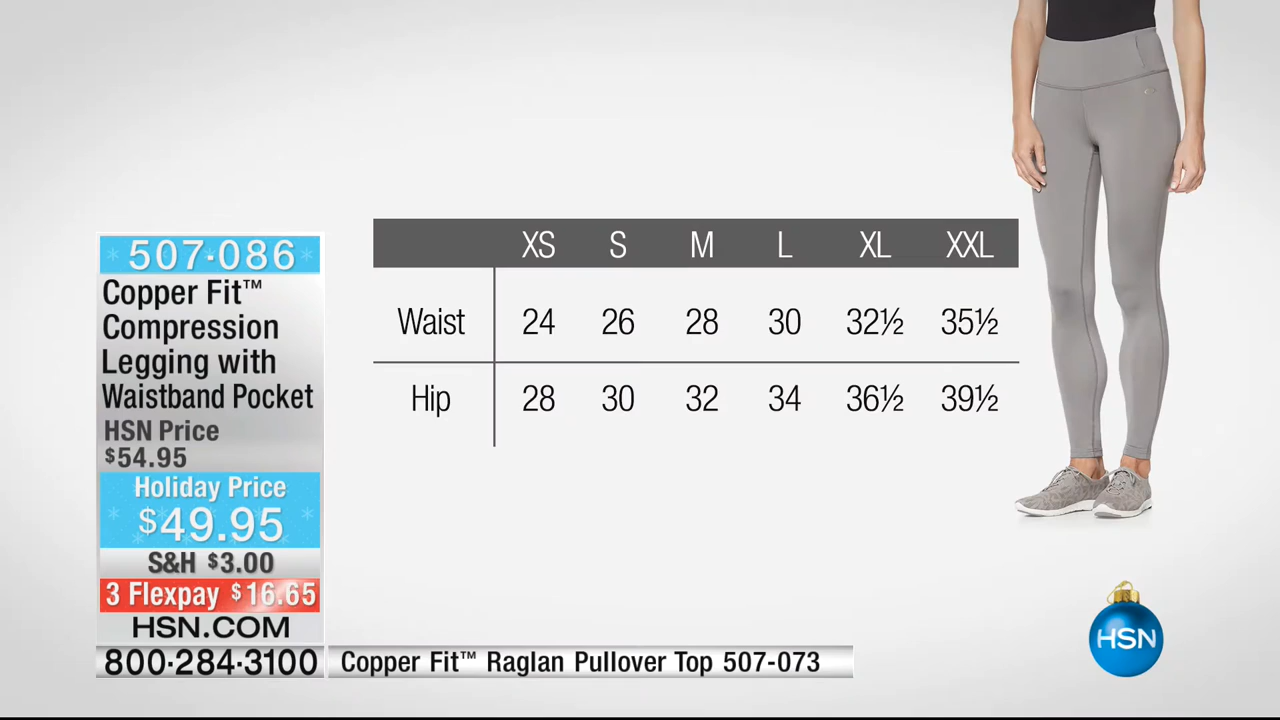 507·086
Copper Fit™
Compression
Legging with
Waistband Pocket
HSN Price
$54.95
Holiday Price
$49.95
S&H $3.00
3 Flexpay $16.65
HSN.COM
800·284·3100
XS S M L XL XXL
Waist 24 26 28 30 32½ 35½
Hip 28 30 32 34 36½ 39½
Copper Fit™ Raglan Pullover Top 507-073
HSN